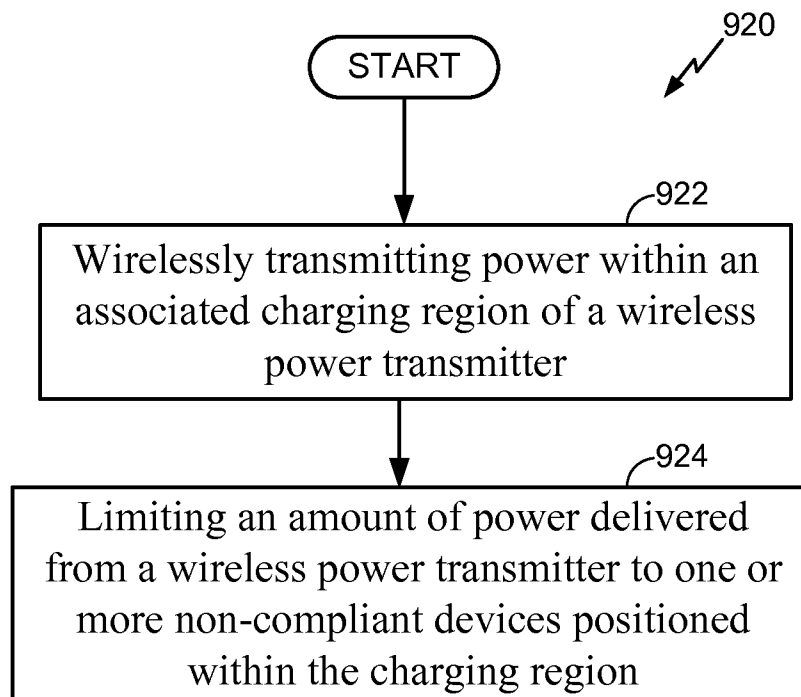 920
START
922
Wirelessly transmitting power within an
associated charging region of a wireless
power transmitter
924
Limiting an amount of power delivered
from a wireless power transmitter to one or
more non-compliant devices positioned
within the charging region